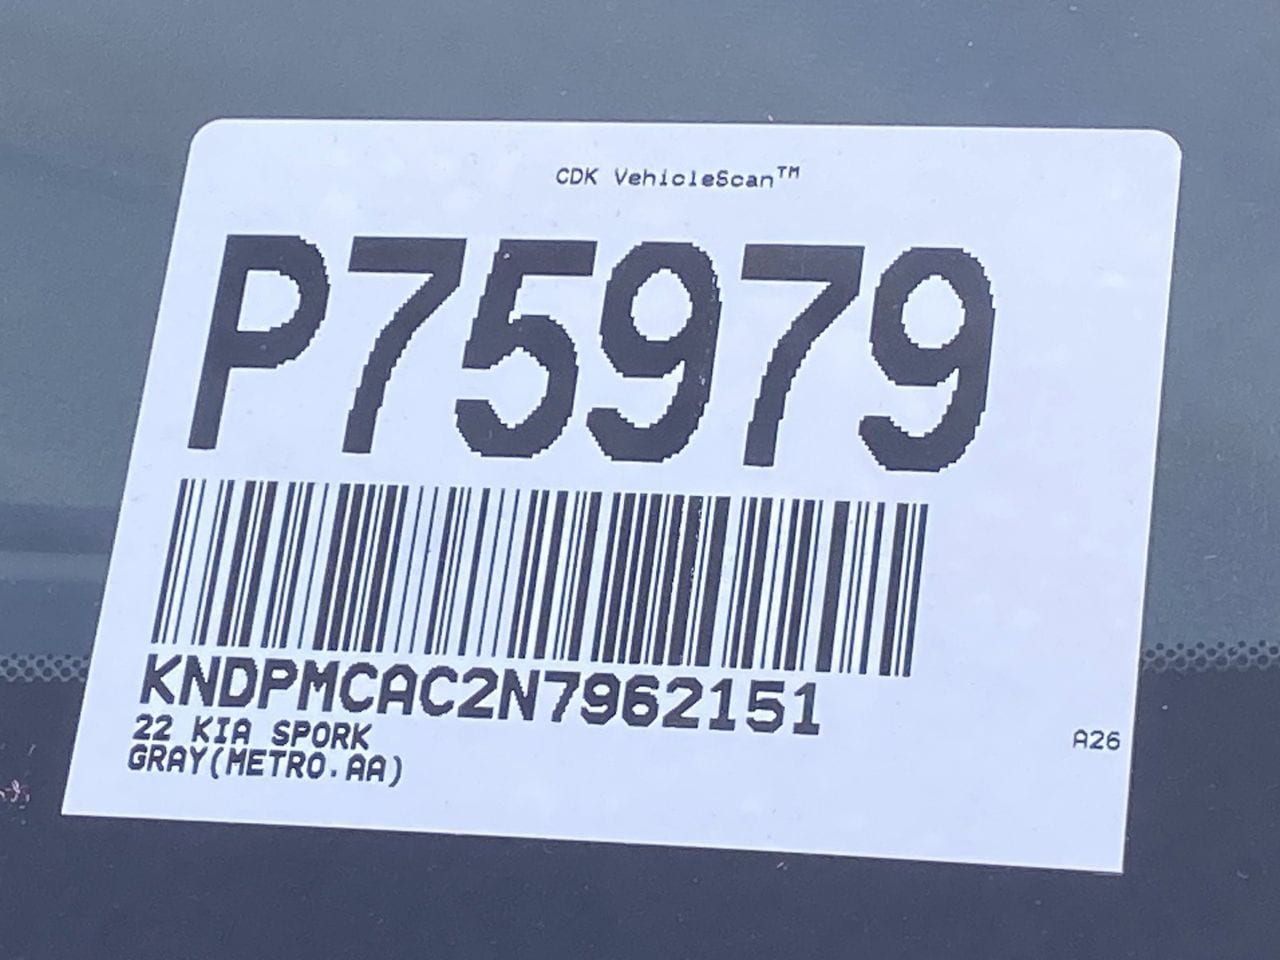 CDK VehicleScan™
P75979
KNDPMCAC2N7962151
22 KIA SPORK
GRAY(METRO.AA)
A26